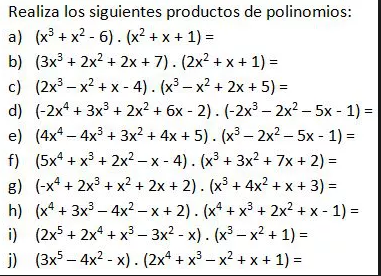 Realiza los siguientes productos de polinomios:
a) (x³ + x² - 6) . (x² + x + 1) =
b) (3x³ + 2x² + 2x + 7) . (2x² + x + 1) =
c) (2x³ – x² + x - 4) . (x³ – x² + 2x + 5) =
d) (-2x⁴ + 3x³ + 2x² + 6x - 2) . (-2x³ – 2x² – 5x - 1) =
e) (4x⁴ – 4x³ + 3x² + 4x + 5) . (x³ – 2x² – 5x - 1) =
f) (5x⁴ + x³ + 2x² – x - 4) . (x³ + 3x² + 7x + 2) =
g) (-x⁴ + 2x³ + x² + 2x + 2) . (x³ + 4x² + x + 3) =
h) (x⁴ + 3x³ – 4x² – x + 2) . (x⁴ + x³ + 2x² + x - 1) =
i) (2x⁵ + 2x⁴ + x³ – 3x² - x) . (x³ – x² + 1) =
j) (3x⁵ – 4x² - x) . (2x⁴ + x³ – x² + x + 1) =